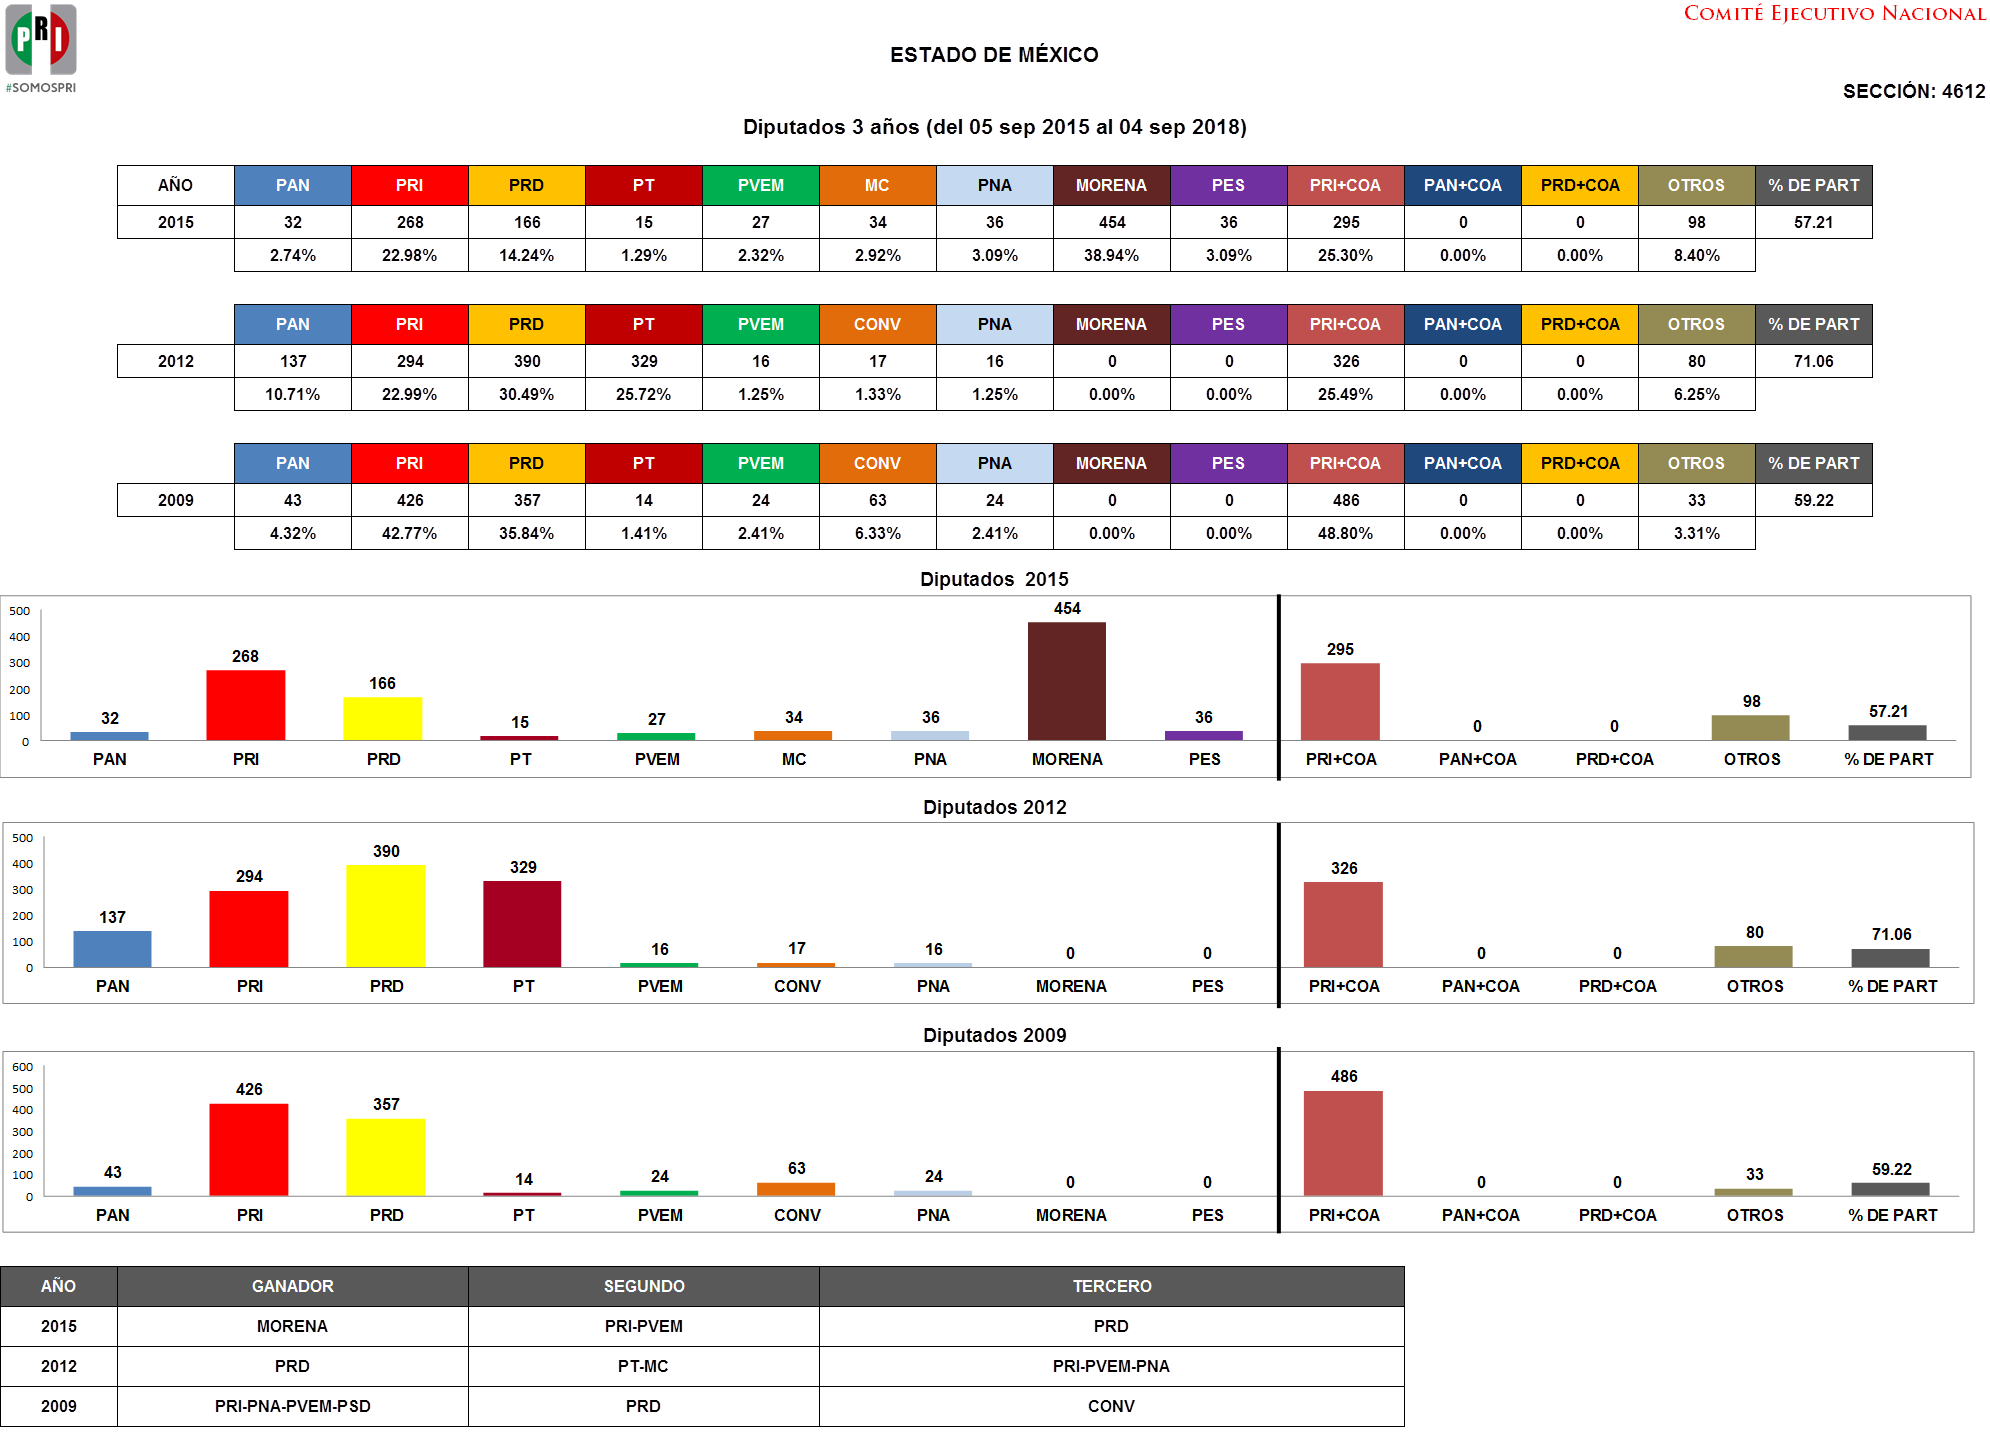 PRI
#SOMOSPRI
COMITÉ EJECUTIVO NACIONAL
ESTADO DE MÉXICO
SECCIÓN: 4612
Diputados 3 años (del 05 sep 2015 al 04 sep 2018)
AÑO PAN PRI PRD PT PVEM MC PNA MORENA PES PRI+COA PAN+COA PRD+COA OTROS % DE PART
2015 32 268 166 15 27 34 36 454 36 295 0 0 98 57.21
2.74% 22.98% 14.24% 1.29% 2.32% 2.92% 3.09% 38.94% 3.09% 25.30% 0.00% 0.00% 8.40%
PAN PRI PRD PT PVEM CONV PNA MORENA PES PRI+COA PAN+COA PRD+COA OTROS % DE PART
2012 137 294 390 329 16 17 16 0 0 326 0 0 80 71.06
10.71% 22.99% 30.49% 25.72% 1.25% 1.33% 1.25% 0.00% 0.00% 25.49% 0.00% 0.00% 6.25%
PAN PRI PRD PT PVEM CONV PNA MORENA PES PRI+COA PAN+COA PRD+COA OTROS % DE PART
2009 43 426 357 14 24 63 24 0 0 486 0 0 33 59.22
4.32% 42.77% 35.84% 1.41% 2.41% 6.33% 2.41% 0.00% 0.00% 48.80% 0.00% 0.00% 3.31%
Diputados 2015
500
400
300
200
100
0
32 268 166 15 27 34 36 454 36 295 0 0 98 57.21
PAN PRI PRD PT PVEM MC PNA MORENA PES PRI+COA PAN+COA PRD+COA OTROS % DE PART
Diputados 2012
500
400
300
200
100
0
137 294 390 329 16 17 16 0 0 326 0 0 80 71.06
PAN PRI PRD PT PVEM CONV PNA MORENA PES PRI+COA PAN+COA PRD+COA OTROS % DE PART
Diputados 2009
600
500
400
300
200
100
0
43 426 357 14 24 63 24 0 0 486 0 0 33 59.22
PAN PRI PRD PT PVEM CONV PNA MORENA PES PRI+COA PAN+COA PRD+COA OTROS % DE PART
AÑO GANADOR SEGUNDO TERCERO
2015 MORENA PRI-PVEM PRD
2012 PRD PT-MC PRI-PVEM-PNA
2009 PRI-PNA-PVEM-PSD PRD CONV